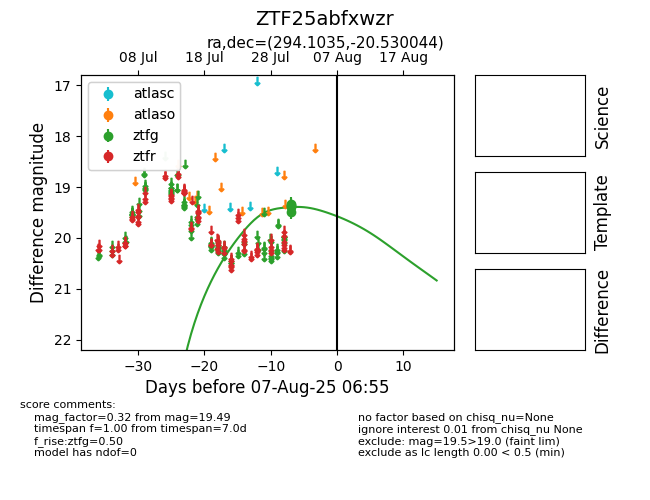 ZTF25abfxwzr
ra,dec=(294.1035,-20.530044)
08 Jul 18 Jul 28 Jul 07 Aug 17 Aug
atlasc
atlaso
ztfg
ztfr
17
18
19
20
21
22
Difference magnitude
−30 −20 −10 0 10
Days before 07-Aug-25 06:55
Science
Template
Difference
score comments:
mag_factor=0.32 from mag=19.49
timespan f=1.00 from timespan=7.0d
f_rise:ztfg=0.50
model has ndof=0
no factor based on chisq_nu=None
ignore interest 0.01 from chisq_nu None
exclude: mag=19.5>19.0 (faint lim)
exclude as lc length 0.00 < 0.5 (min)